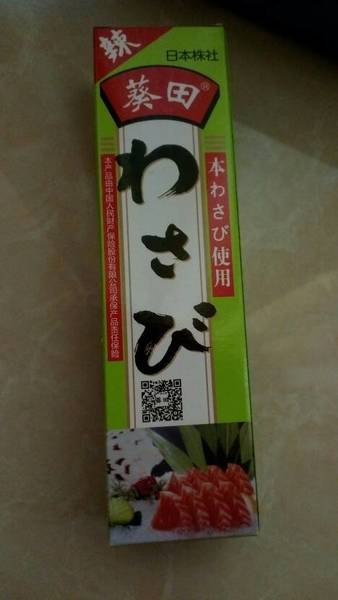 辣
日本株社
葵田®
わさび
本わさび使用
本产品由中国人民财产保险股份有限公司承保产品责任保险